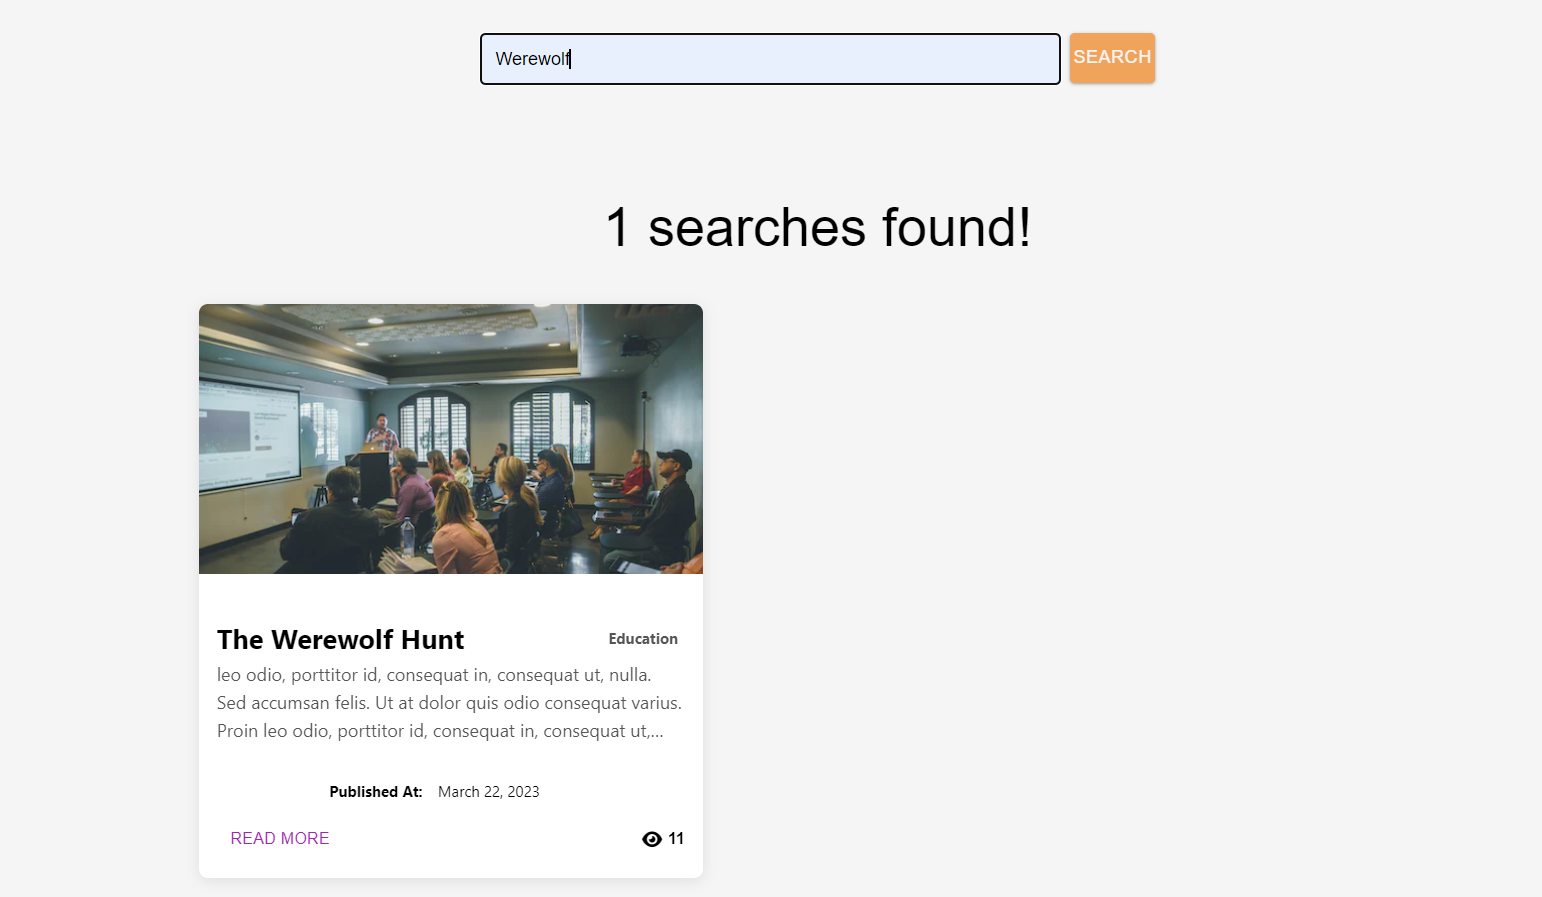 Werewolf
SEARCH
1 searches found!
The Werewolf Hunt
Education
leo odio, porttitor id, consequat in, consequat ut, nulla.
Sed accumsan felis. Ut at dolor quis odio consequat varius.
Proin leo odio, porttitor id, consequat in, consequat ut,...
Published At: March 22, 2023
READ MORE
11